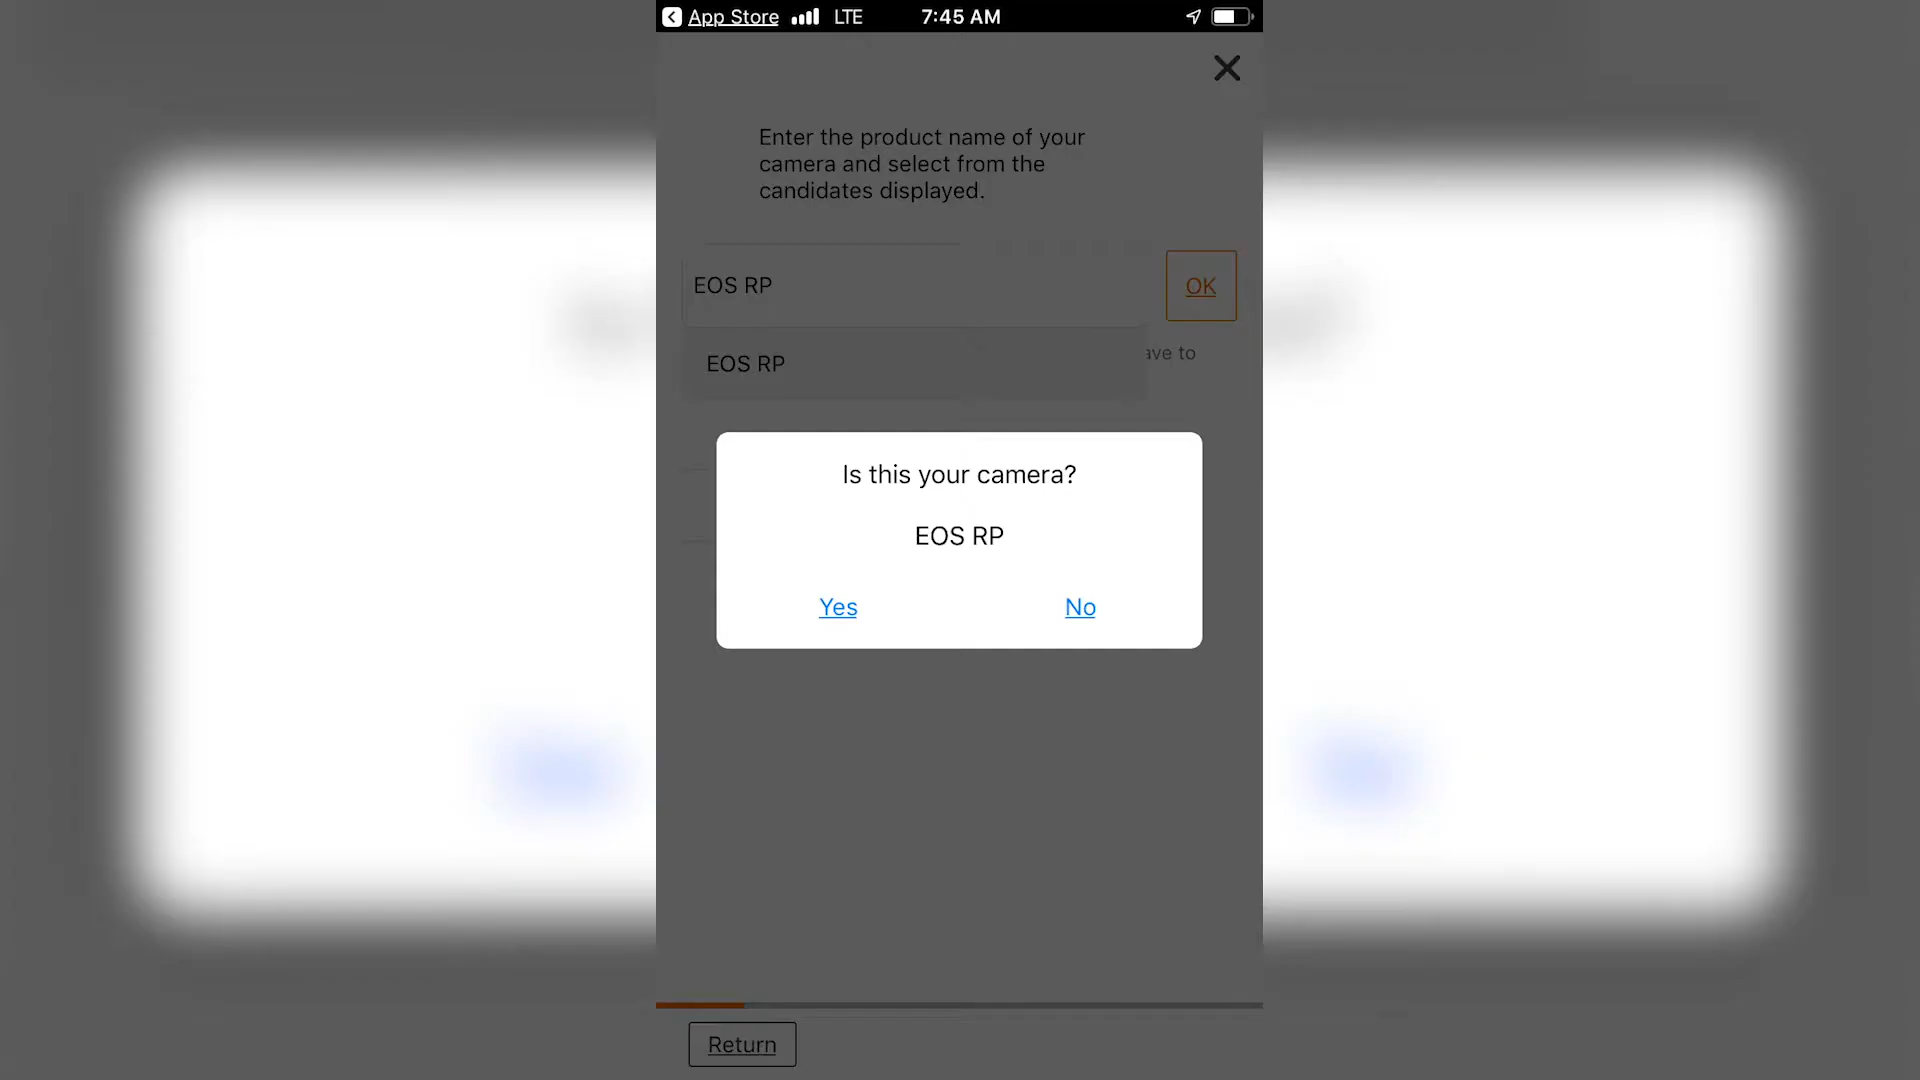 App Store LTE 7:45 AM
Enter the product name of your
camera and select from the
candidates displayed.
EOS RP
OK
ave to
EOS RP
Is this your camera?
EOS RP
Yes No
Return